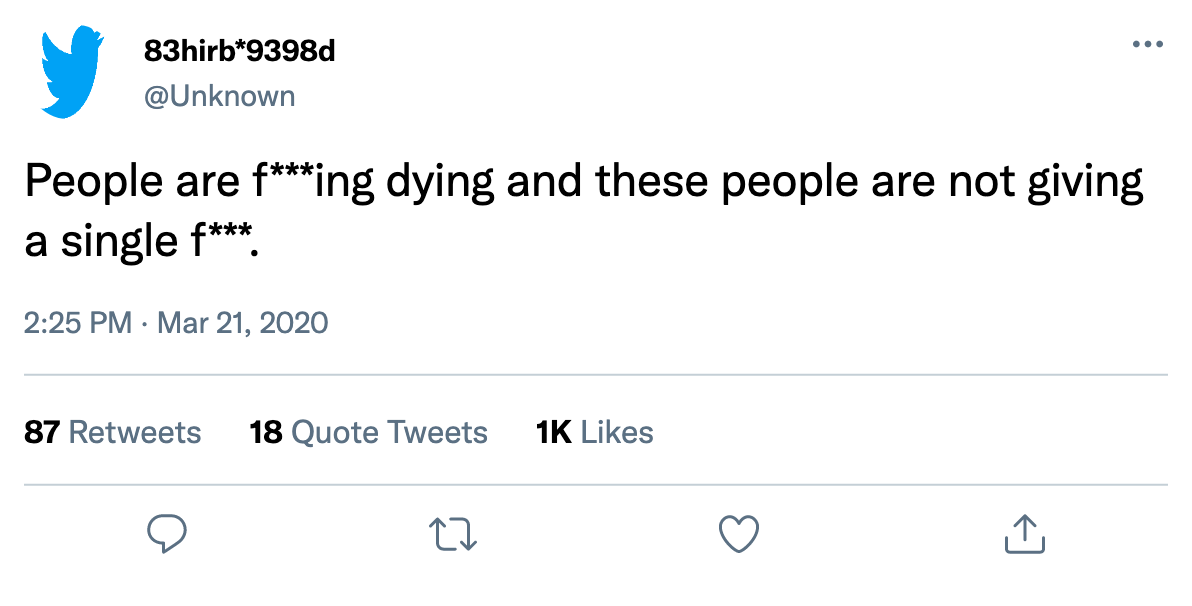 83hirb*9398d
@Unknown
People are f***ing dying and these people are not giving
a single f***.
2:25 PM · Mar 21, 2020
87 Retweets 18 Quote Tweets 1K Likes